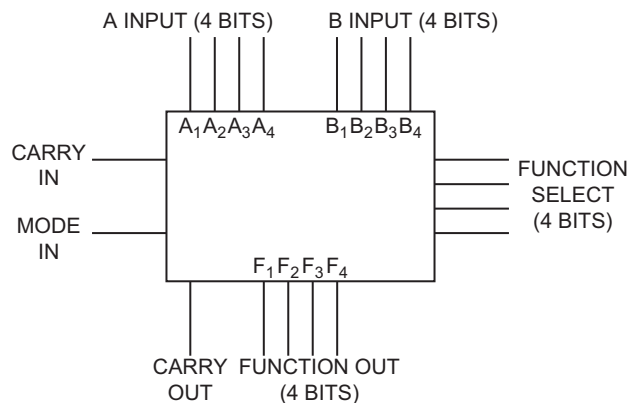 A INPUT (4 BITS) B INPUT (4 BITS)
A₁A₂A₃A₄ B₁B₂B₃B₄
CARRY
IN
FUNCTION
SELECT
(4 BITS)
MODE
IN
F₁F₂F₃F₄
CARRY
OUT
FUNCTION OUT
(4 BITS)